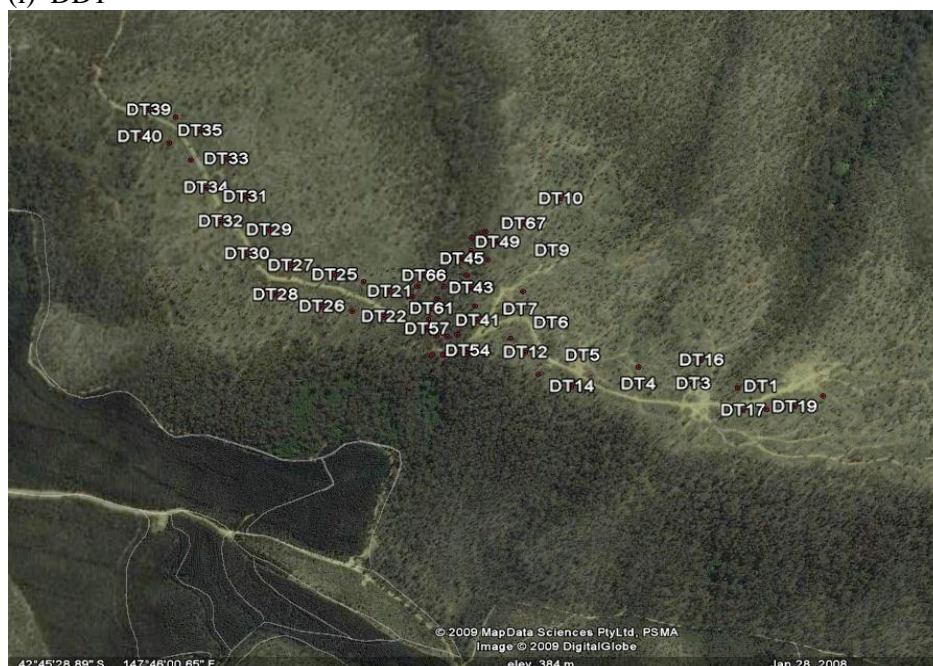 DT39
DT40 DT35
DT33
DT34
DT31
DT10
DT32
DT29
DT67
DT49
DT9
DT30
DT45
DT27
DT25
DT66
DT28
DT21
DT43
DT26
DT61
DT7
DT22
DT41
DT6
DT57
DT54
DT12
DT5
DT16
DT14
DT4
DT3
DT1
DT17
DT19
© 2009 MapData Sciences PtyLtd, PSMA
Image © 2009 DigitalGlobe
42°45'28.89" S 147°46'00.65" E elev 384 m Jan 28, 2008